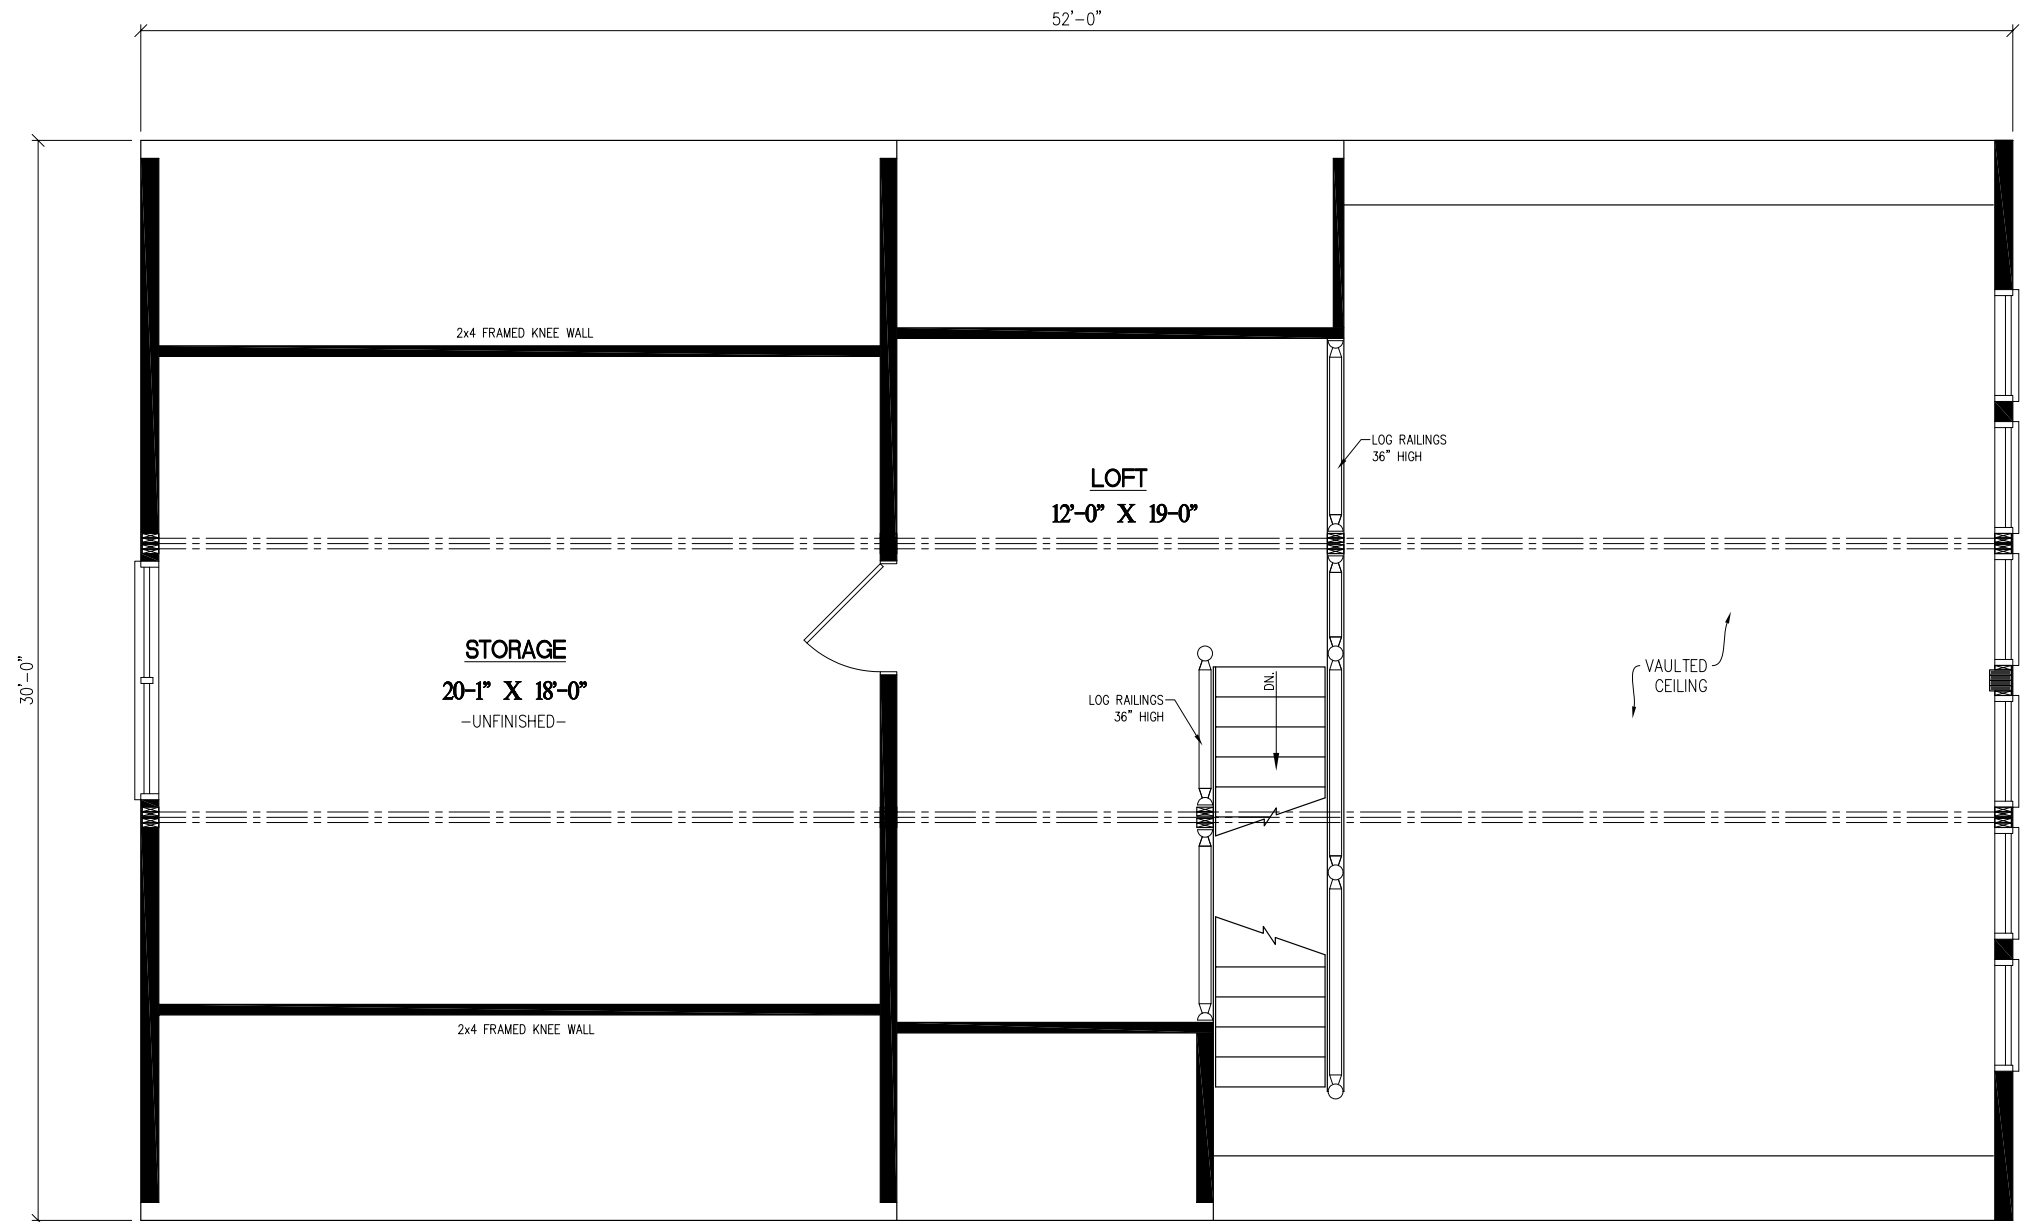 52'-0"
30'-0"
2x4 FRAMED KNEE WALL
LOG RAILINGS
36" HIGH
LOFT
12'-0" X 19-0"
STORAGE
20-1" X 18'-0"
-UNFINISHED-
DN.
LOG RAILINGS
36" HIGH
VAULTED
CEILING
2x4 FRAMED KNEE WALL